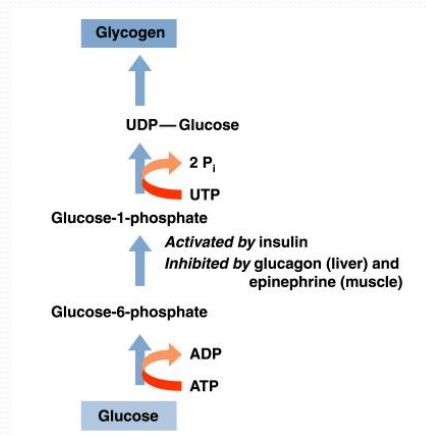 Glycogen
UDP—Glucose
2 Pi
UTP
Glucose-1-phosphate
Activated by insulin
Inhibited by glucagon (liver) and
epinephrine (muscle)
Glucose-6-phosphate
ADP
ATP
Glucose